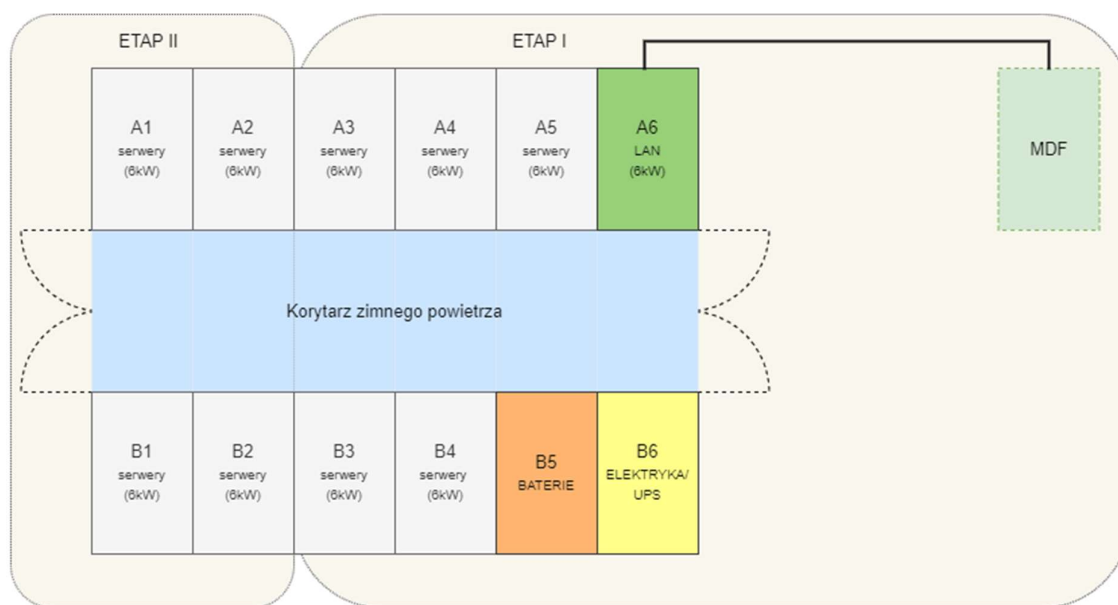 ETAP II
ETAP I
A1
serwery
(6kW)
A2
serwery
(6kW)
A3
serwery
(6kW)
A4
serwery
(6kW)
A5
serwery
(6kW)
A6
LAN
(6kW)
MDF
Korytarz zimnego powietrza
B1
serwery
(6kW)
B2
serwery
(6kW)
B3
serwery
(6kW)
B4
serwery
(6kW)
B5
BATERIE
B6
ELEKTRYKA/
UPS